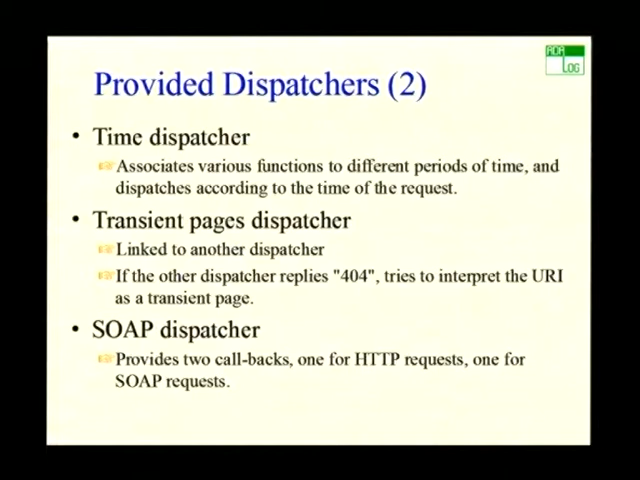 ADA
LOG
Provided Dispatchers (2)
• Time dispatcher
Associates various functions to different periods of time, and
dispatches according to the time of the request.
• Transient pages dispatcher
Linked to another dispatcher
If the other dispatcher replies "404", tries to interpret the URI
as a transient page.
• SOAP dispatcher
Provides two call-backs, one for HTTP requests, one for
SOAP requests.